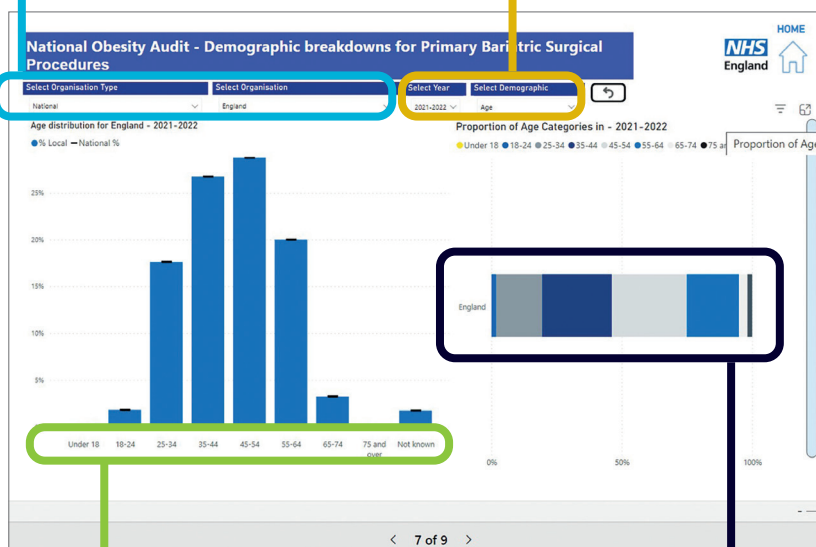 HOME
National Obesity Audit - Demographic breakdowns for Primary Bariatric Surgical
Procedures
NHS
England
Select Organisation Type
Select Organisation
Select Year
Select Demographic
National
England
2021-2022
Age
Age distribution for England - 2021-2022
% Local
National %
25%
20%
15%
10%
5%
Under 18
18-24
25-34
35-44
45-54
55-64
65-74
75 and
over
Not known
Proportion of Age Categories in - 2021-2022
Under 18 18-24 25-34 35-44 45-54 55-64 65-74 75 ar
Proportion of Age
England
0%
50%
100%
7 of 9